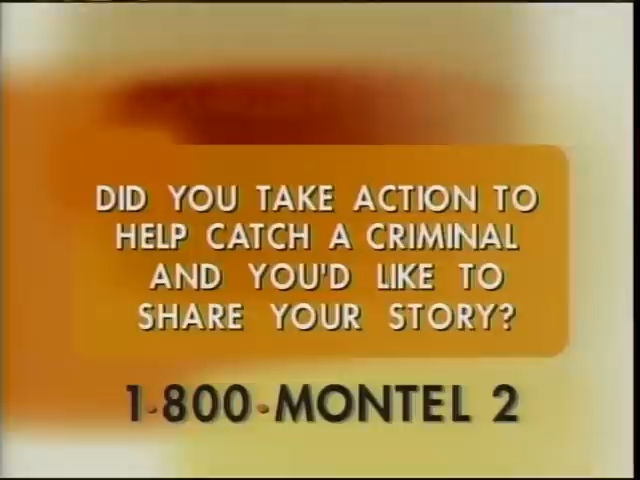 DID YOU TAKE ACTION TO
HELP CATCH A CRIMINAL
AND YOU'D LIKE TO
SHARE YOUR STORY?
1·800·MONTEL 2